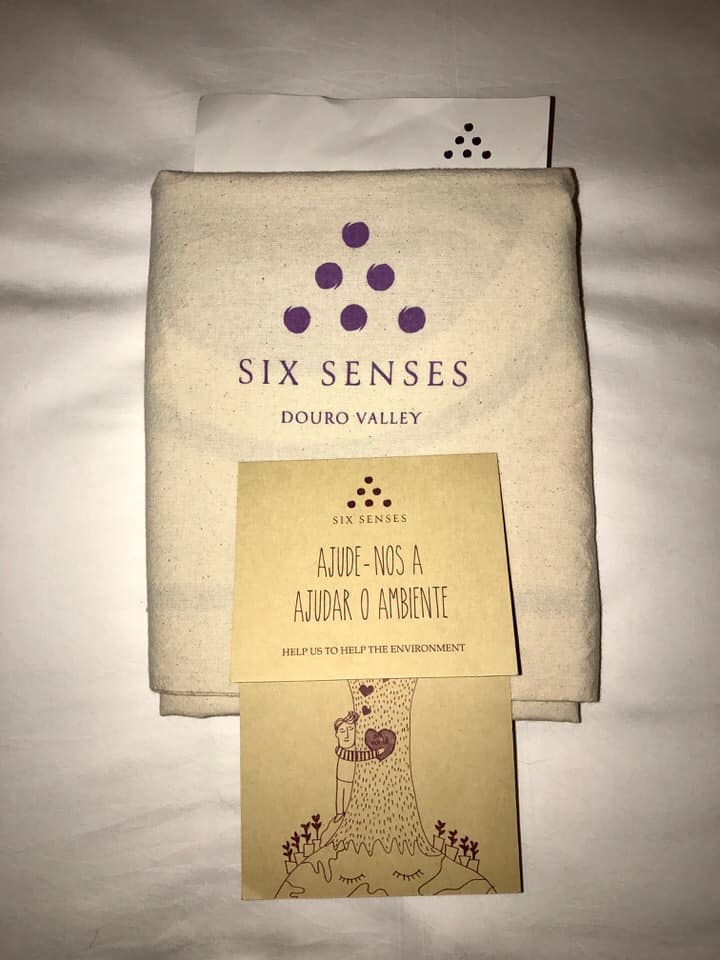 SIX SENSES
DOURO VALLEY
SIX SENSES
AJUDE-NOS A
AJUDAR O AMBIENTE
HELP US TO HELP THE ENVIRONMENT